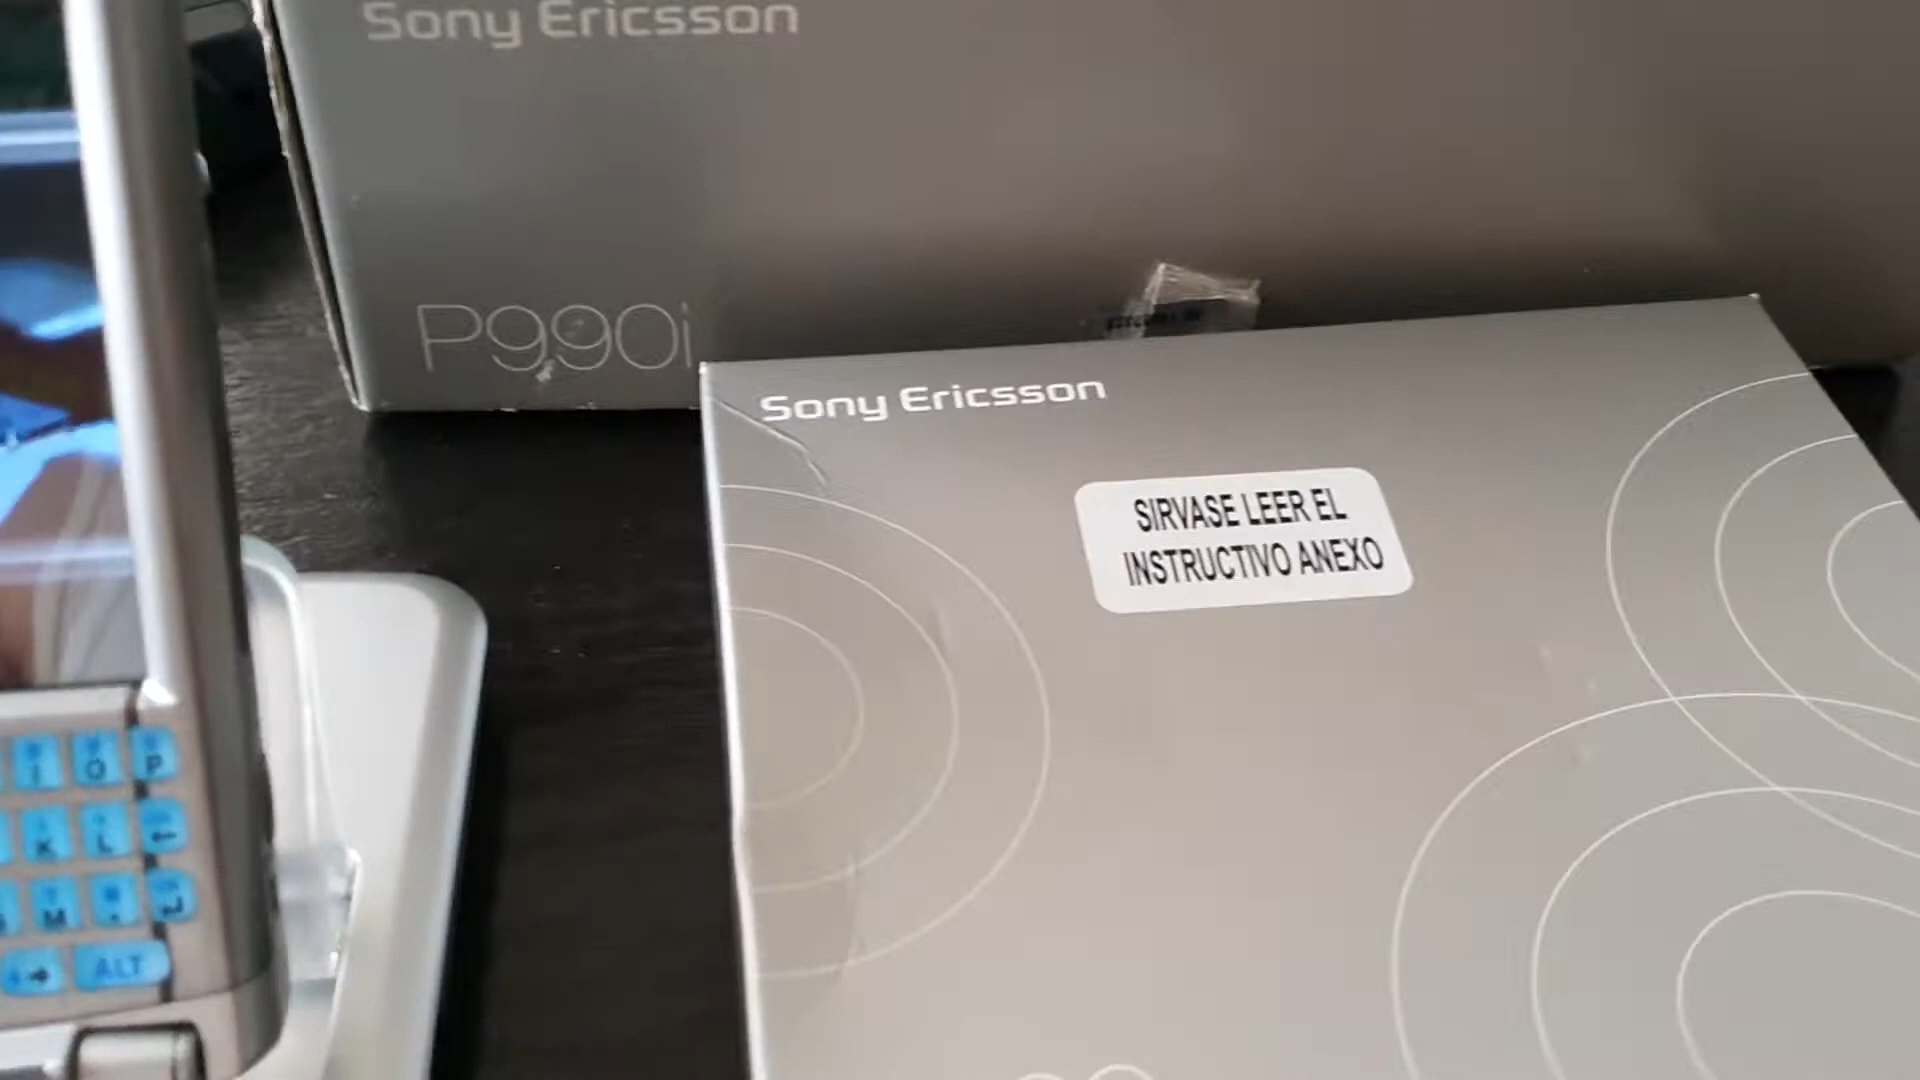 Sony Ericsson
P990i
Sony Ericsson
SIRVASE LEER EL
INSTRUCTIVO ANEXO
I O P
K L
M
ALT